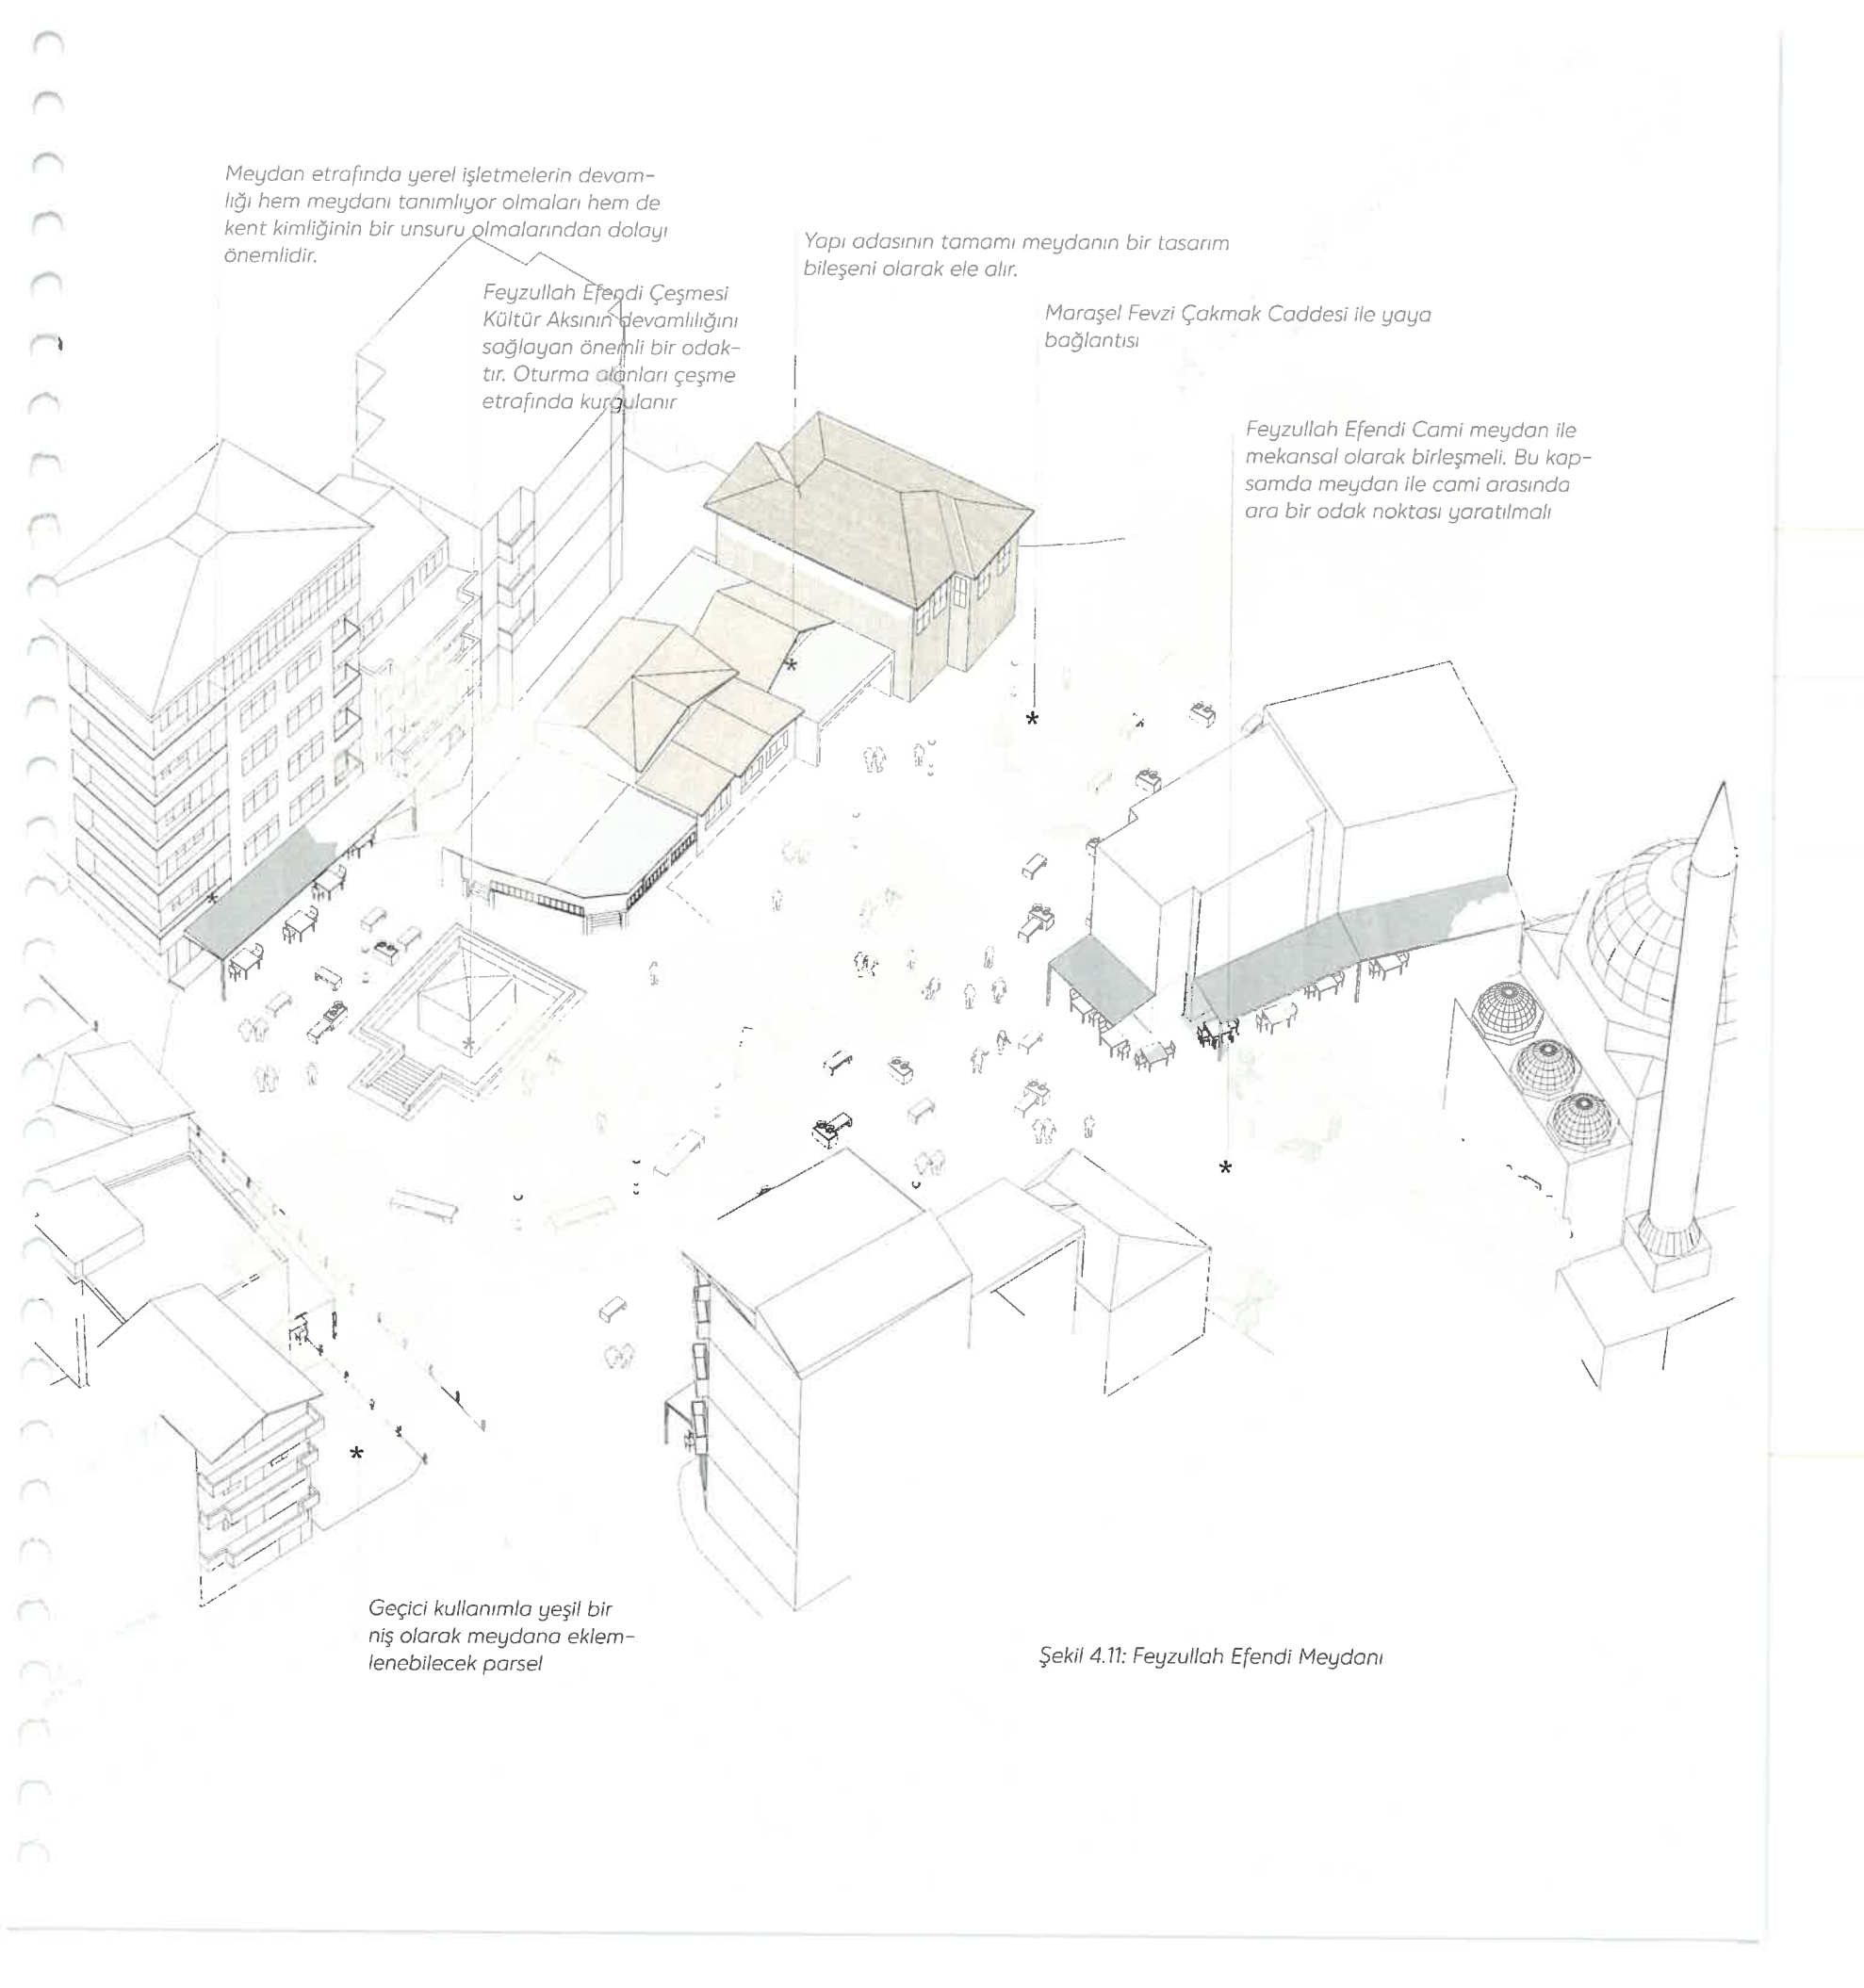 Meydan etrafında yerel işletmelerin devam-
lığı hem meydanı tanımlıyor olmaları hem de
kent kimliğinin bir unsuru olmalarından dolayı
önemlidir.
Feyzullah Efendi Çeşmesi
Kültür Aksının devamlılığını
sağlayan önemli bir odak-
tır. Oturma alanları çeşme
etrafında kurgulanır
Yapı adasının tamamı meydanın bir tasarım
bileşeni olarak ele alır.
Maraşel Fevzi Çakmak Caddesi ile yaya
bağlantısı
Feyzullah Efendi Cami meydan ile
mekansal olarak birleşmeli. Bu kap-
samda meydan ile cami arasında
ara bir odak noktası yaratılmalı
Geçici kullanımla yeşil bir
niş olarak meydana eklem-
lenebilecek parsel
Şekil 4.11: Feyzullah Efendi Meydanı